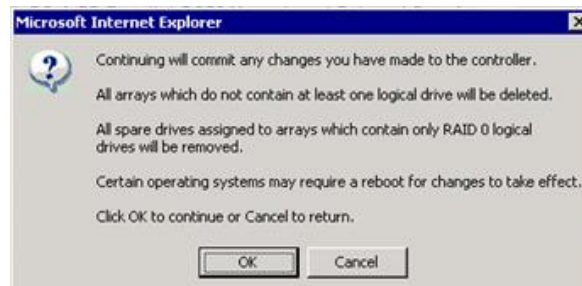 Microsoft Internet Explorer
Continuing will commit any changes you have made to the controller.
All arrays which do not contain at least one logical drive will be deleted.
All spare drives assigned to arrays which contain only RAID 0 logical
drives will be removed.
Certain operating systems may require a reboot for changes to take effect.
Click OK to continue or Cancel to return.
OK
Cancel